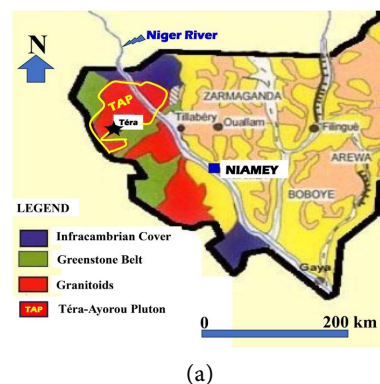 Niger River
N
TAP
Téra
ZARMAGANDA
Tillabéry
Ouallam
Filingué
AREWA
NIAMEY
BOBOYE
LEGEND
Infracambrian Cover
Greenstone Belt
Granitoids
TAP Téra-Ayorou Pluton
Gaya
0 200 km
(a)